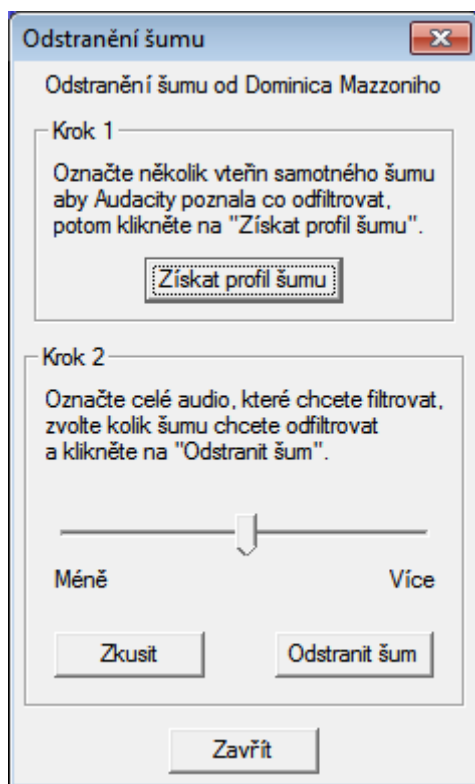 Odstranění šumu
Odstranění šumu od Dominica Mazzoniho
Krok 1
Označte několik vteřin samotného šumu
aby Audacity poznala co odfiltrovat,
potom klikněte na "Získat profil šumu".
Získat profil šumu
Krok 2
Označte celé audio, které chcete filtrovat,
zvolte kolik šumu chcete odfiltrovat
a klikněte na "Odstranit šum".
Méně Více
Zkusit Odstranit šum
Zavřít